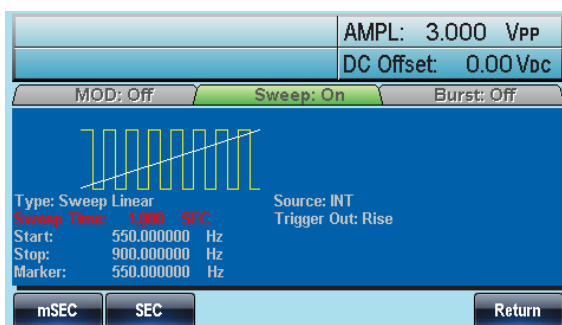 AMPL: 3.000 VPP
DC Offset: 0.00 VDC
MOD: Off Sweep: On Burst: Off
Type: Sweep Linear Source: INT
Sweep Time: 1.000 SEC Trigger Out: Rise
Start: 550.000000 Hz
Stop: 900.000000 Hz
Marker: 550.000000 Hz
mSEC SEC Return